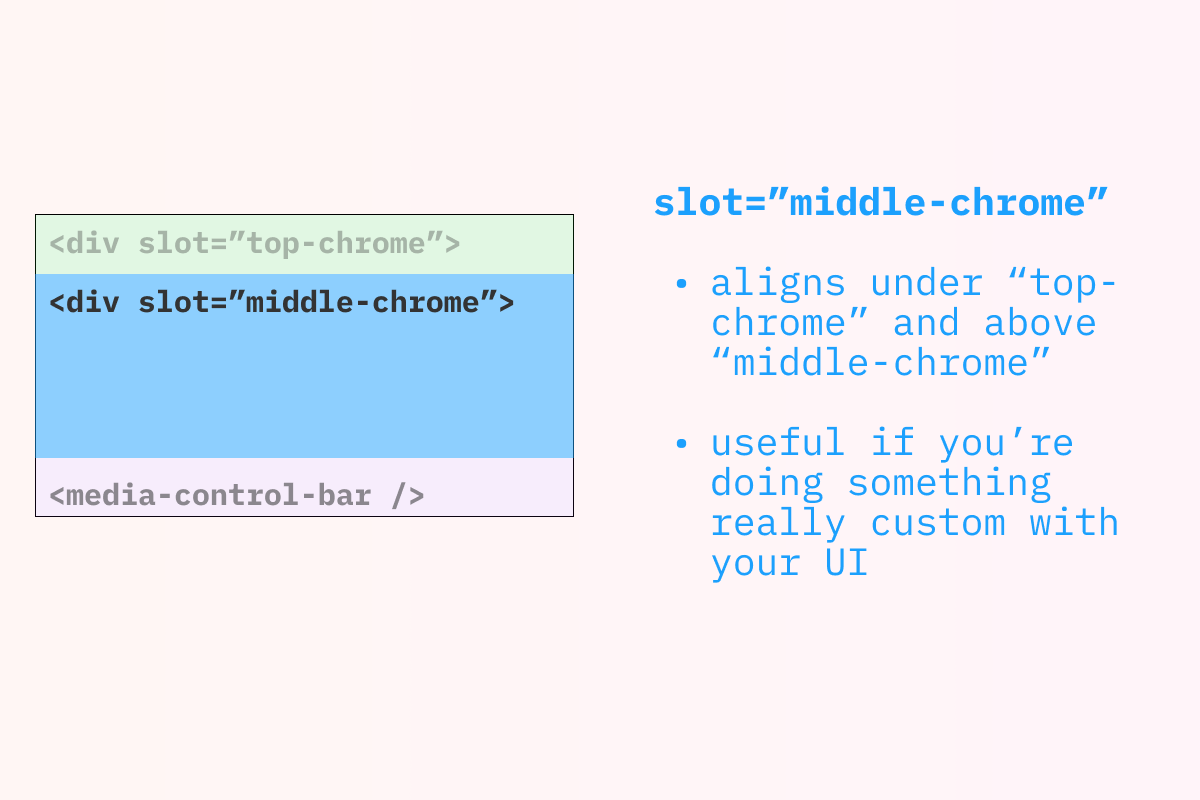 <div slot=”top-chrome”>
<div slot=”middle-chrome”>
<media-control-bar />
slot=”middle-chrome”
• aligns under “top-
chrome” and above
“middle-chrome”
• useful if you’re
doing something
really custom with
your UI